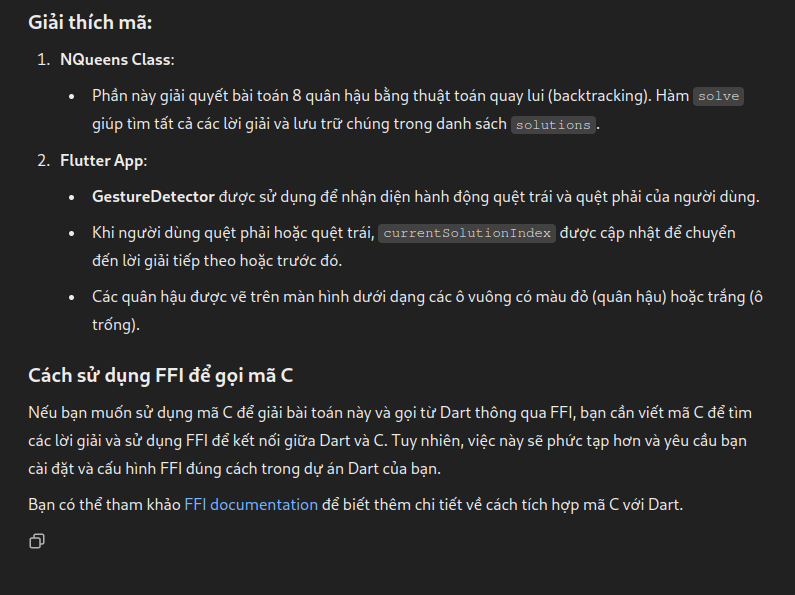 Giải thích mã:
1. NQueens Class:
• Phần này giải quyết bài toán 8 quân hậu bằng thuật toán quay lui (backtracking). Hàm solve
giúp tìm tất cả các lời giải và lưu trữ chúng trong danh sách solutions.
2. Flutter App:
• GestureDetector được sử dụng để nhận diện hành động quệt trái và quệt phải của người dùng.
• Khi người dùng quệt phải hoặc quệt trái, currentSolutionIndex được cập nhật để chuyển
đến lời giải tiếp theo hoặc trước đó.
• Các quân hậu được vẽ trên màn hình dưới dạng các ô vuông có màu đỏ (quân hậu) hoặc trắng (ô
trống).
Cách sử dụng FFI để gọi mã C
Nếu bạn muốn sử dụng mã C để giải bài toán này và gọi từ Dart thông qua FFI, bạn cần viết mã C để tìm
các lời giải và sử dụng FFI để kết nối giữa Dart và C. Tuy nhiên, việc này sẽ phức tạp hơn và yêu cầu bạn
cài đặt và cấu hình FFI đúng cách trong dự án Dart của bạn.
Bạn có thể tham khảo FFI documentation để biết thêm chi tiết về cách tích hợp mã C với Dart.